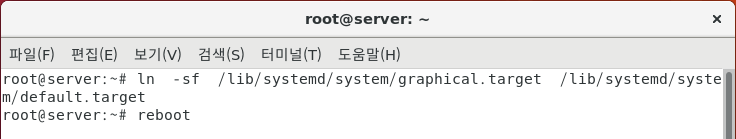 root@server: ~
파일(F) 편집(E) 보기(V) 검색(S) 터미널(T) 도움말(H)
root@server:~# ln  -sf  /lib/systemd/system/graphical.target  /lib/systemd/syste
m/default.target
root@server:~# reboot